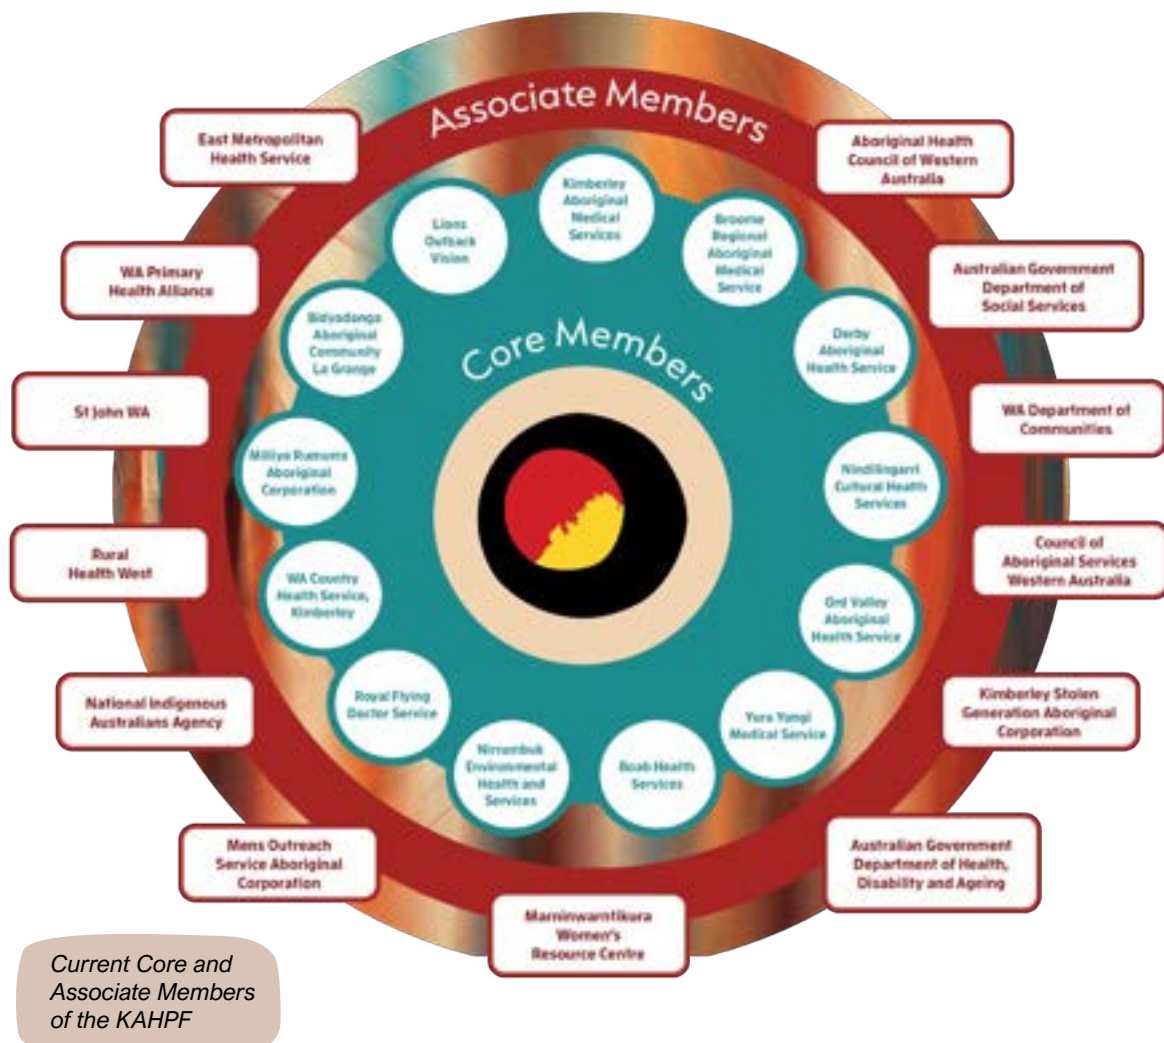 Associate Members
East Metropolitan
Health Service
Aboriginal Health
Council of Western
Australia
WA Primary
Health Alliance
Australian Government
Department of
Social Services
St John WA
WA Department of
Communities
Rural
Health West
Council of
Aboriginal Services
Western Australia
National Indigenous
Australians Agency
Kimberley Stolen
Generation Aboriginal
Corporation
Mens Outreach
Service Aboriginal
Corporation
Australian Government
Department of Health,
Disability and Ageing
Marninwarntikura
Women's
Resource Centre
Core Members
Kimberley
Aboriginal
Medical
Services
Broome
Regional
Aboriginal
Medical
Service
Derby
Aboriginal
Health Service
Nindilingarri
Cultural Health
Services
Ord Valley
Aboriginal
Health Service
Yura Yungi
Medical Service
Boab Health
Services
Nirrumbuk
Environmental
Health and
Services
Royal Flying
Doctor Service
WA Country
Health Service,
Kimberley
Milliya Rumurra
Aboriginal
Corporation
Bidyadanga
Aboriginal
Community
La Grange
Lions
Outback
Vision
Current Core and
Associate Members
of the KAHPF